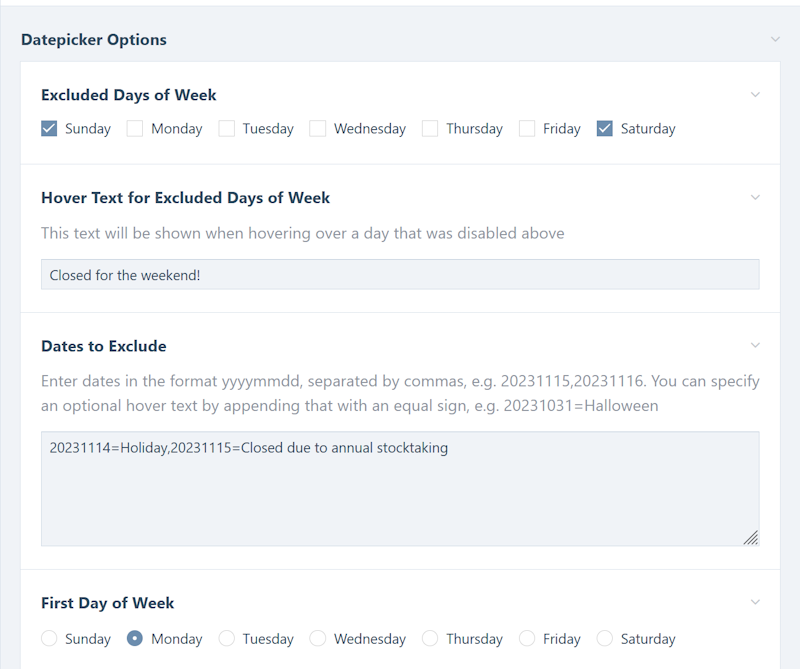 Datepicker Options
Excluded Days of Week
Sunday Monday Tuesday Wednesday Thursday Friday Saturday
Hover Text for Excluded Days of Week
This text will be shown when hovering over a day that was disabled above
Closed for the weekend!
Dates to Exclude
Enter dates in the format yyyymmdd, separated by commas, e.g. 20231115,20231116. You can specify
an optional hover text by appending that with an equal sign, e.g. 20231031=Halloween
20231114=Holiday,20231115=Closed due to annual stocktaking
First Day of Week
Sunday Monday Tuesday Wednesday Thursday Friday Saturday